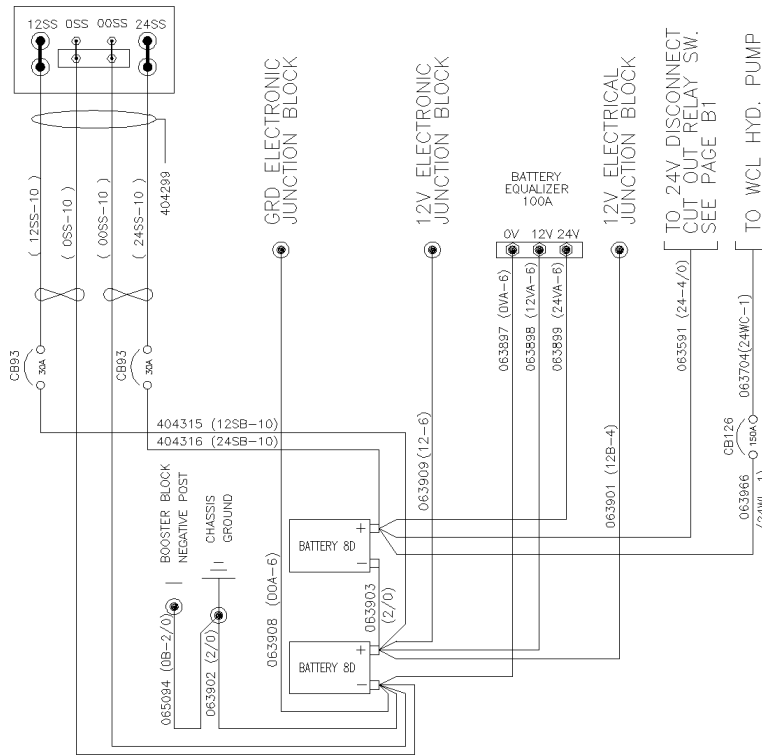 12SS 0SS 00SS 24SS
404299
( 12SS-10 )
( 0SS-10 )
( 00SS-10 )
( 24SS-10 )
CB93
30A
CB93
30A
GRD ELECTRONIC
JUNCTION BLOCK
12V ELECTRONIC
JUNCTION BLOCK
BATTERY
EQUALIZER
100A
0V 12V 24V
12V ELECTRICAL
JUNCTION BLOCK
TO 24V DISCONNECT
CUT OUT RELAY SW.
SEE PAGE B1
TO WCL HYD. PUMP
063897 (0VA-6)
063898 (12VA-6)
063899 (24VA-6)
063591 (24-4/0)
063704(24WC-1)
CB126
150A
063966
(24WL-1)
404315 (12SB-10)
404316 (24SB-10)
063909(12-6)
063901 (12B-4)
BOOSTER BLOCK
NEGATIVE POST
CHASSIS
GROUND
+
BATTERY 8D
−
063903
(2/0)
063908 (00A-6)
+
BATTERY 8D
−
065094 (0B-2/0)
063902 (2/0)